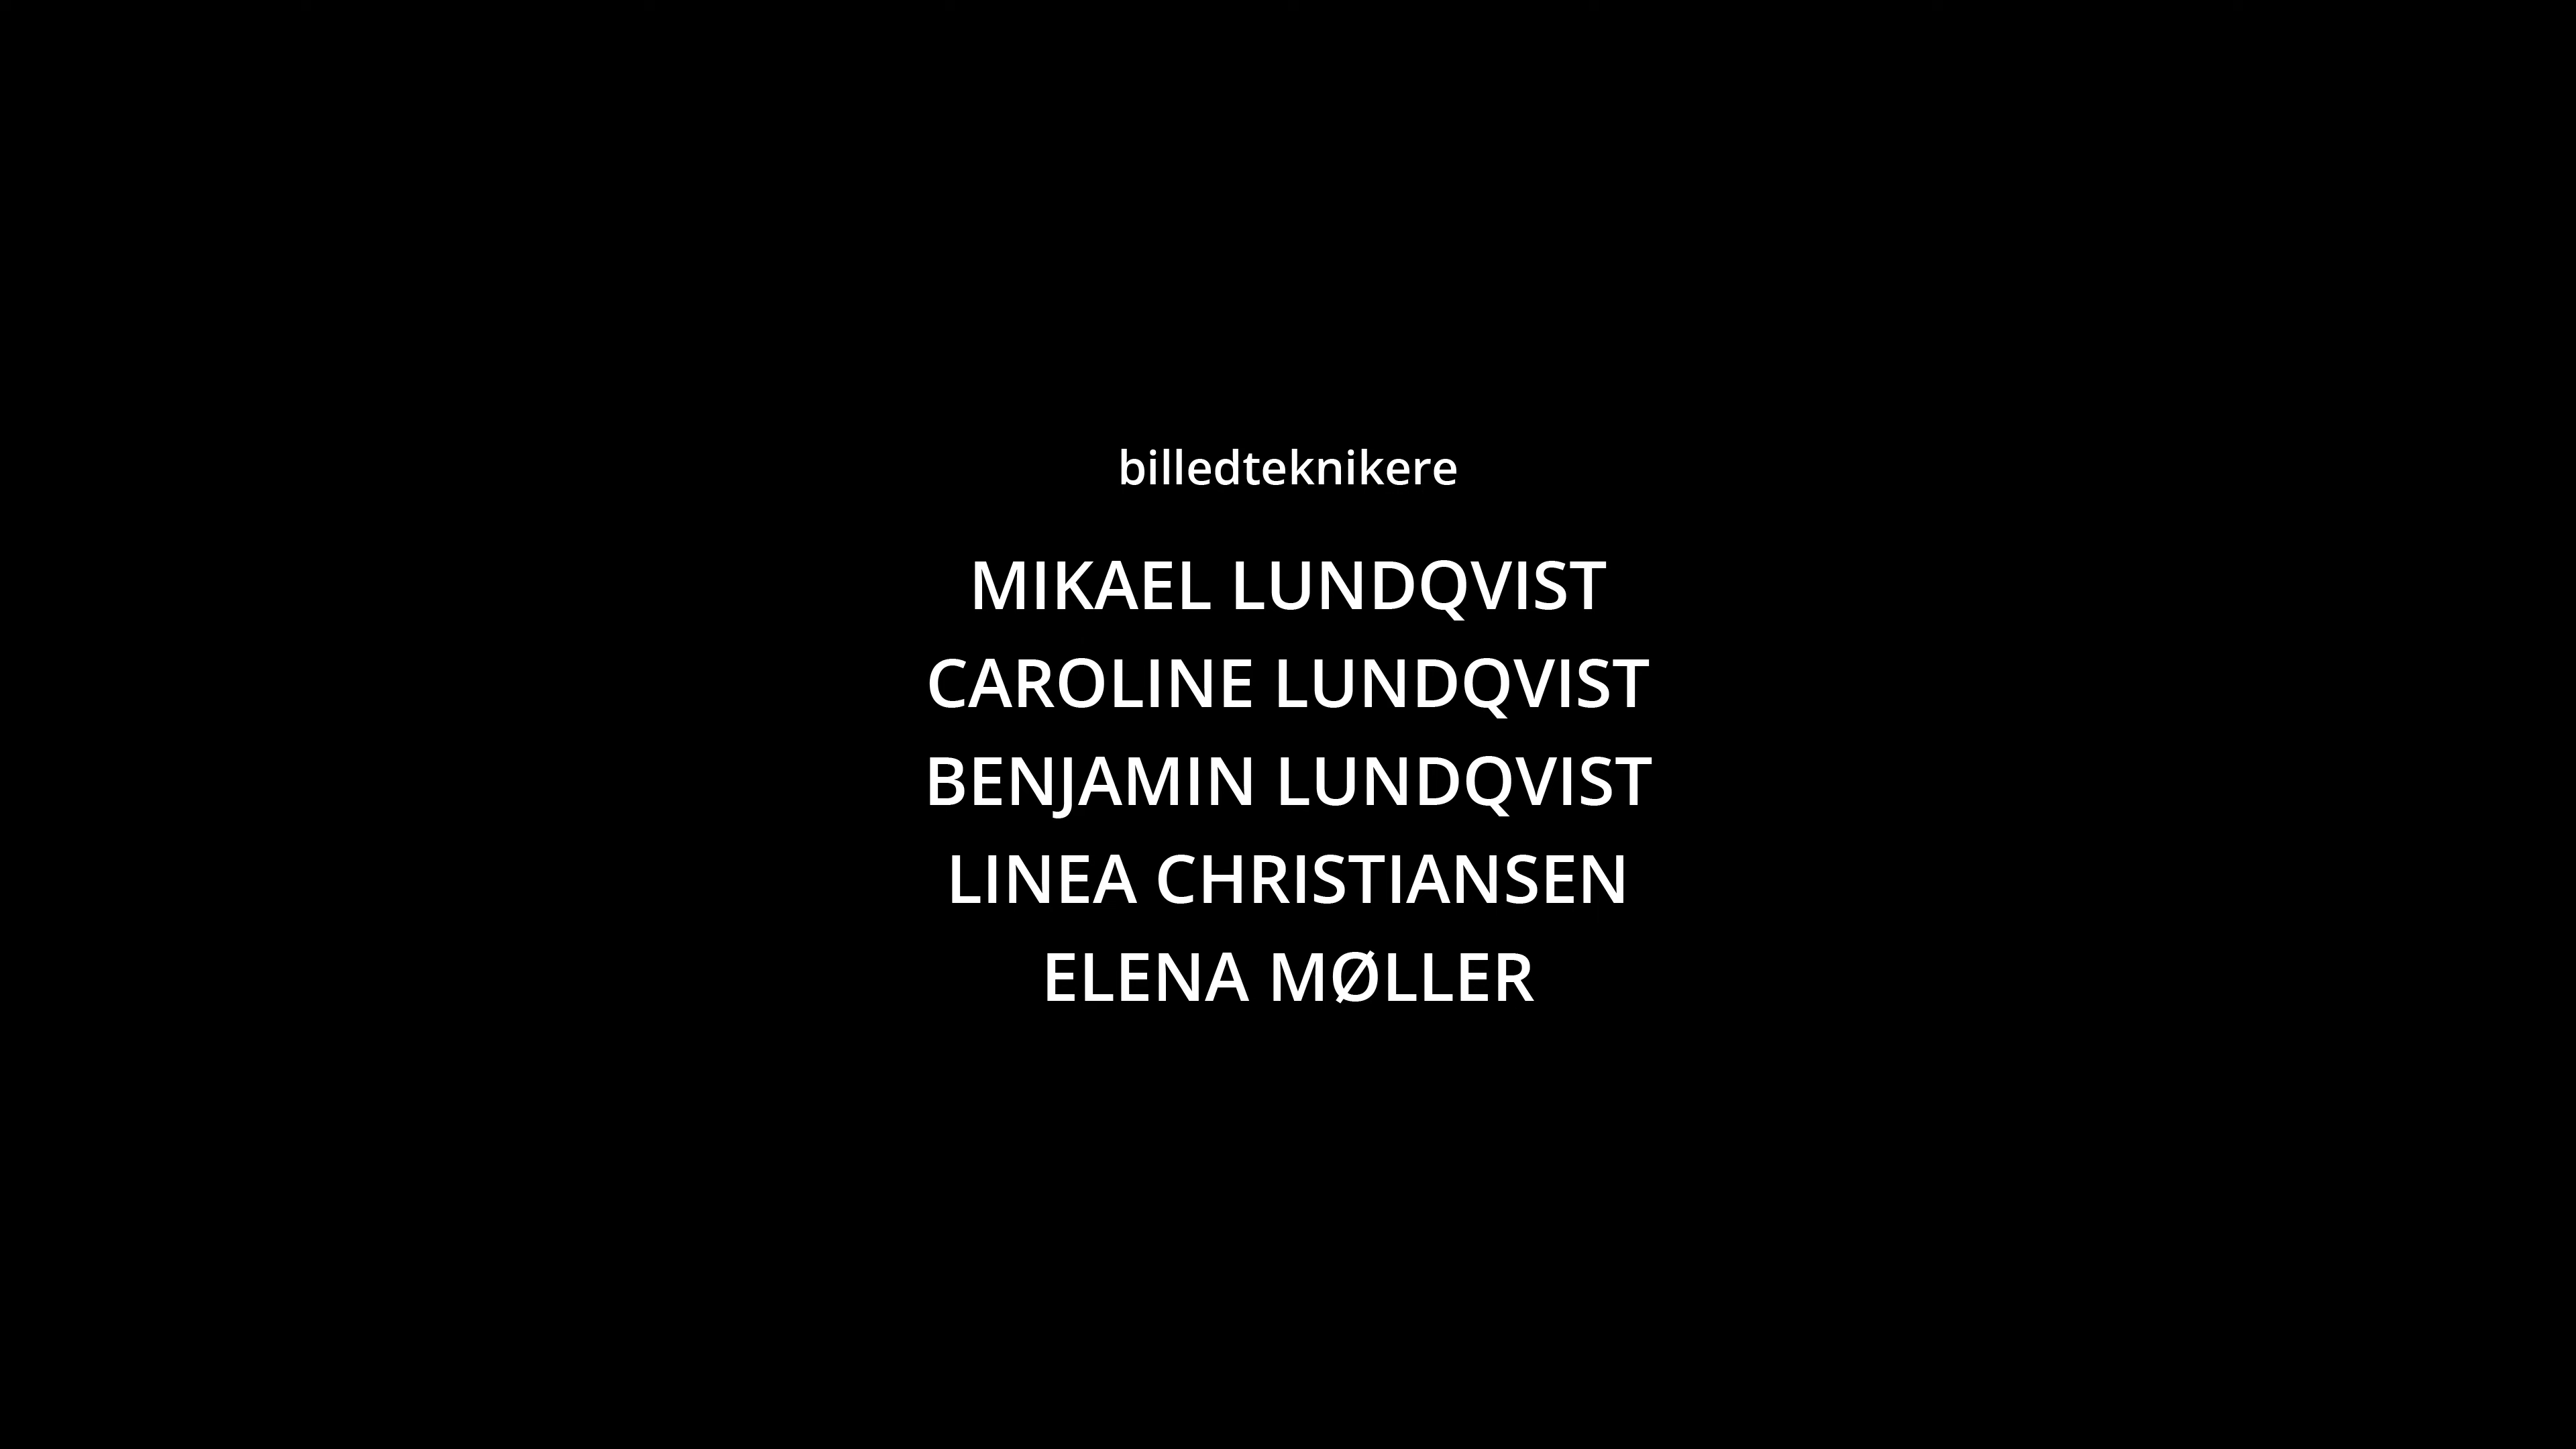 billedteknikere
MIKAEL LUNDQVIST
CAROLINE LUNDQVIST
BENJAMIN LUNDQVIST
LINEA CHRISTIANSEN
ELENA MØLLER